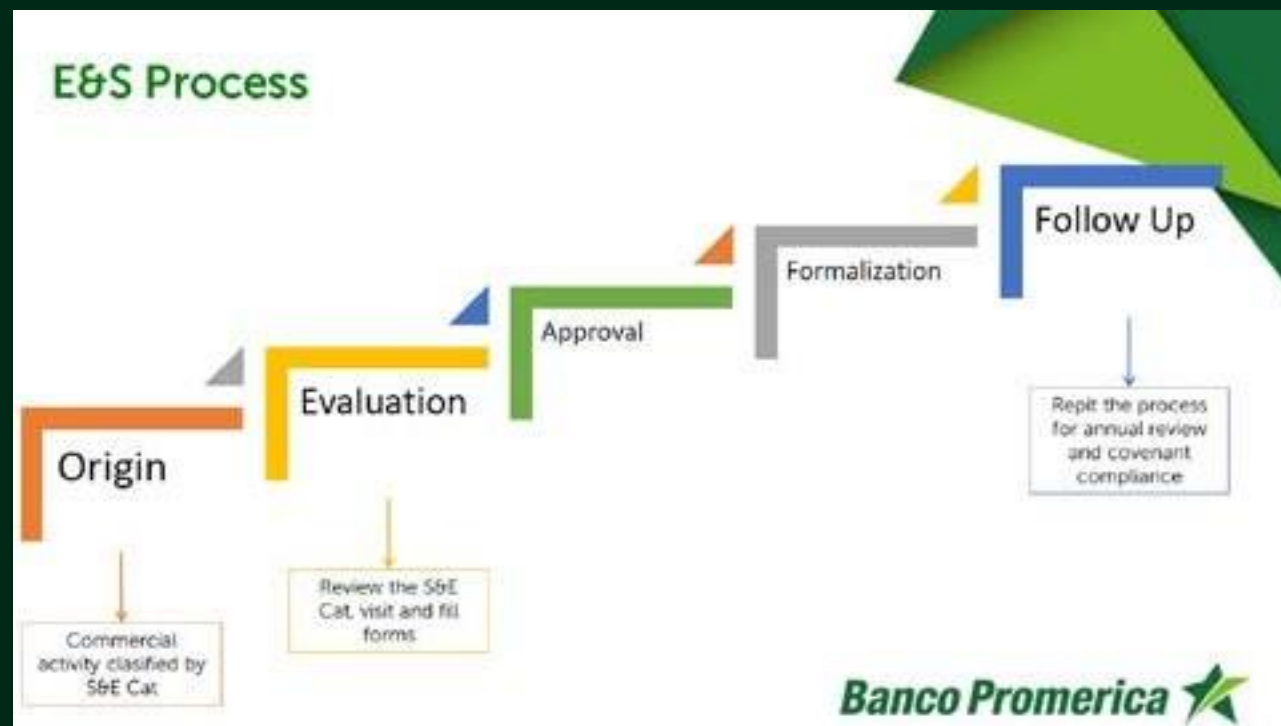 E&S Process
Origin
Commercial
activity clasified by
S&E Cat
Evaluation
Review the S&E
Cat, visit and fill
forms
Approval
Formalization
Follow Up
Repit the process
for annual review
and covenant
compliance
Banco Promerica